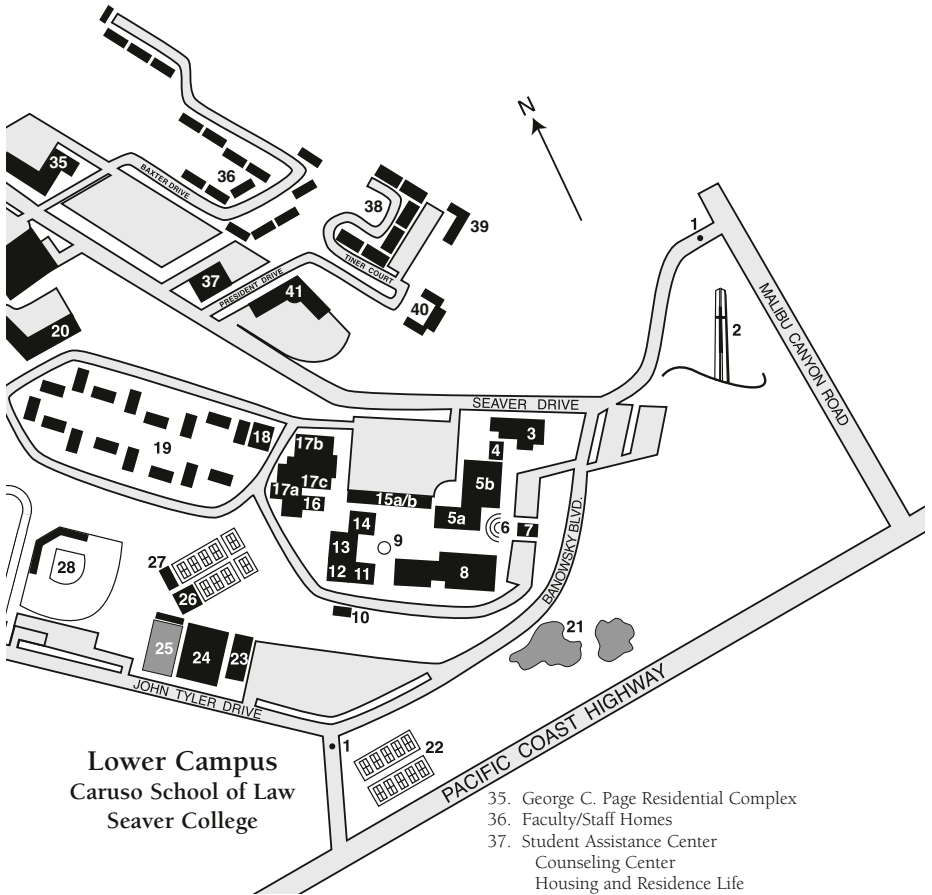 N
1
35
BAXTER DRIVE
36
38
39
37
PRESIDENT DRIVE
TINER COURT
41
40
20
2
MALIBU CANYON ROAD
SEAVER DRIVE
3
4
18
17b
19
17a
17c
16
15a/b
5b
5a
6
7
BANOWSKY BLVD.
14
9
13
12
11
8
28
27
26
10
25
24
23
21
JOHN TYLER DRIVE
1
22
PACIFIC COAST HIGHWAY
Lower Campus
Caruso School of Law
Seaver College
35. George C. Page Residential Complex
36. Faculty/Staff Homes
37. Student Assistance Center
Counseling Center
Housing and Residence Life